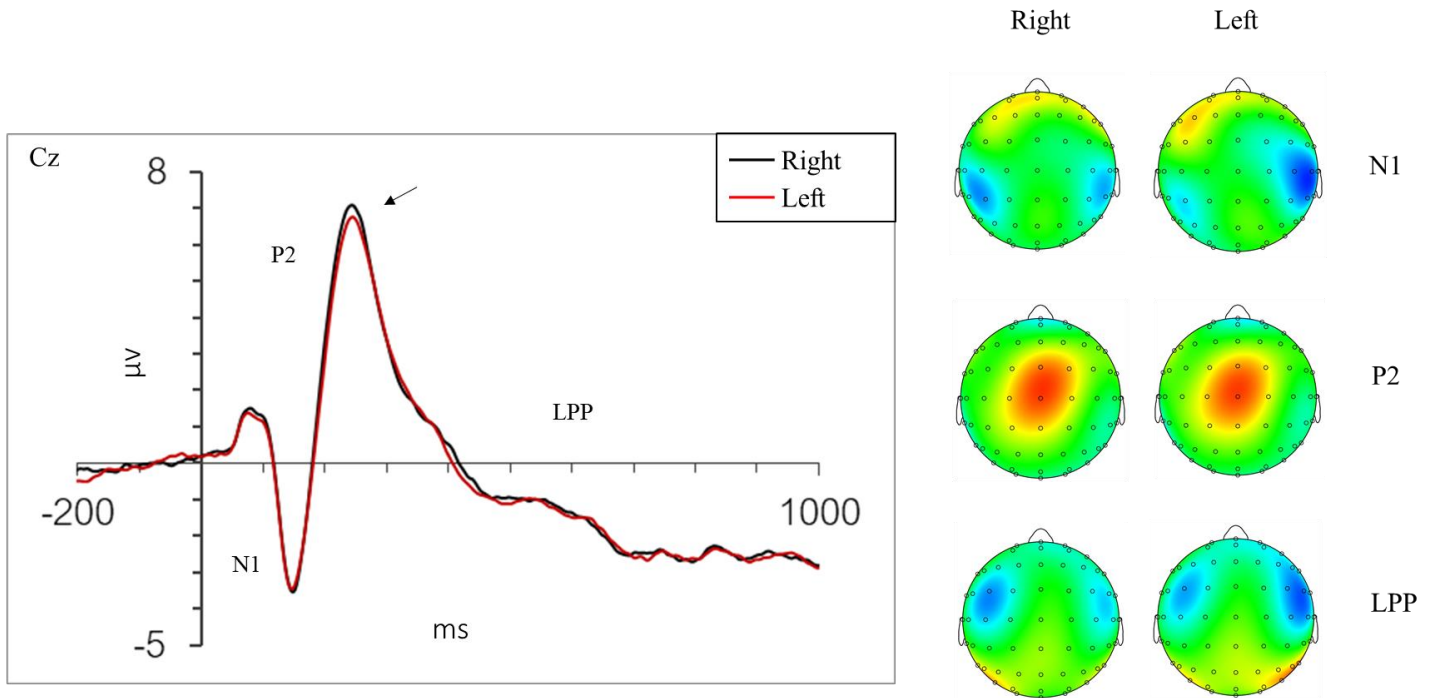 Right Left
Cz
8
Right
Left
N1
P2
μv
P2
LPP
-200
1000
N1
LPP
ms
-5